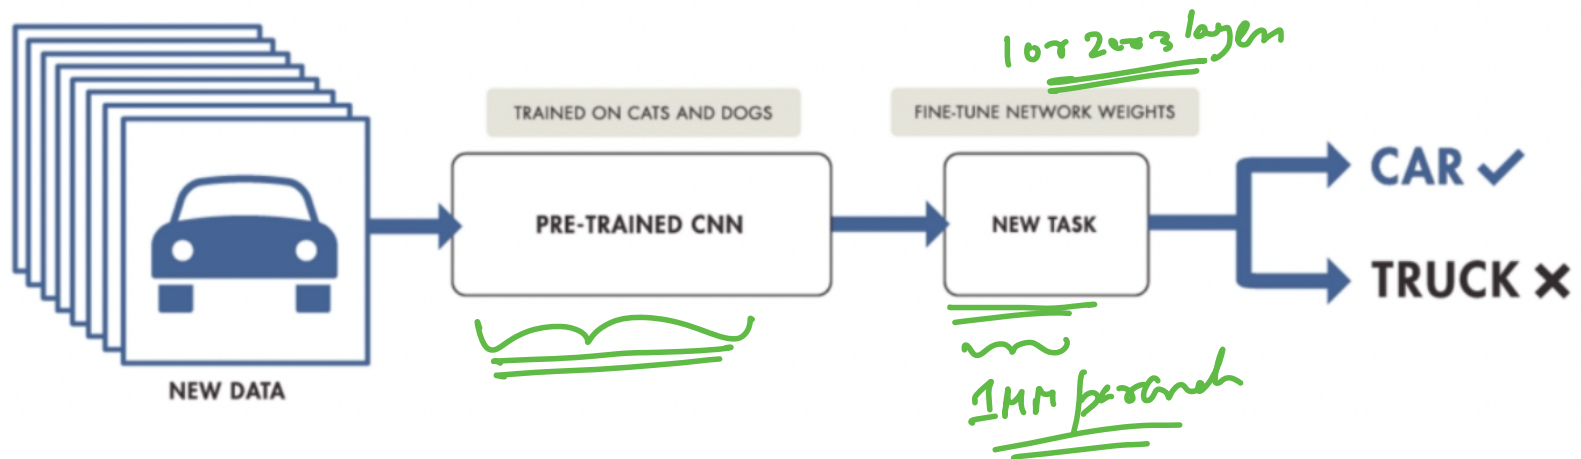 1 or 2 or 3 layers
TRAINED ON CATS AND DOGS
FINE-TUNE NETWORK WEIGHTS
CAR
PRE-TRAINED CNN
NEW TASK
TRUCK
NEW DATA
1MM